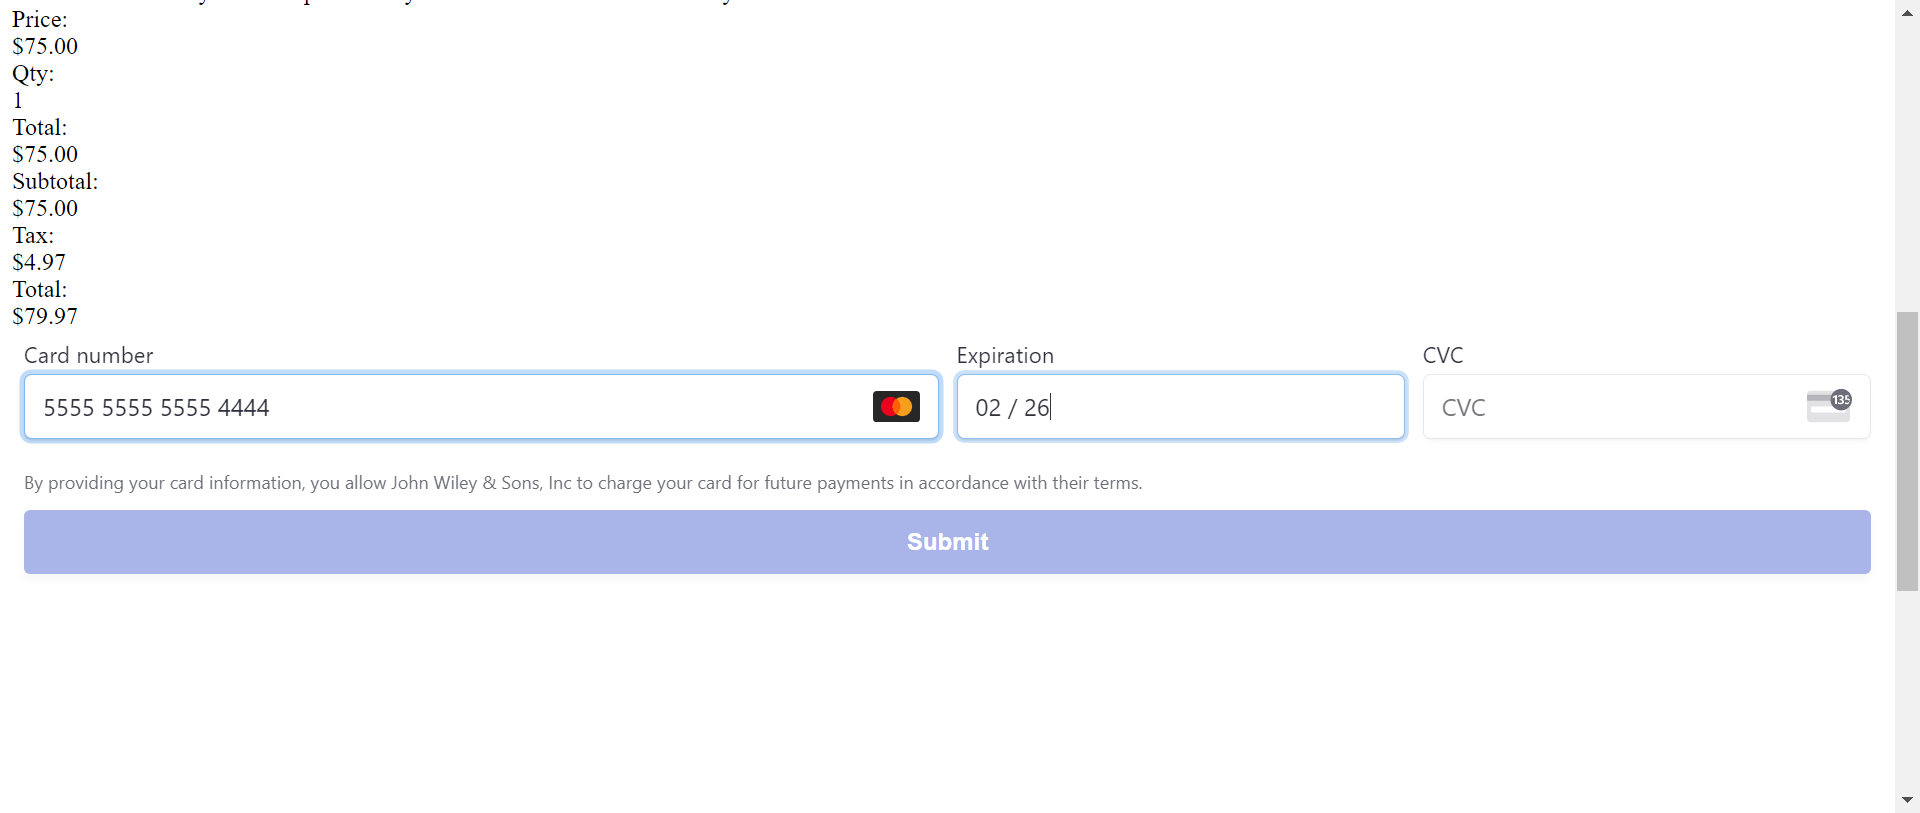 Price:
$75.00
Qty:
1
Total:
$75.00
Subtotal:
$75.00
Tax:
$4.97
Total:
$79.97
Card number Expiration CVC
5555 5555 5555 4444 02 / 26 CVC 135
By providing your card information, you allow John Wiley & Sons, Inc to charge your card for future payments in accordance with their terms.
Submit